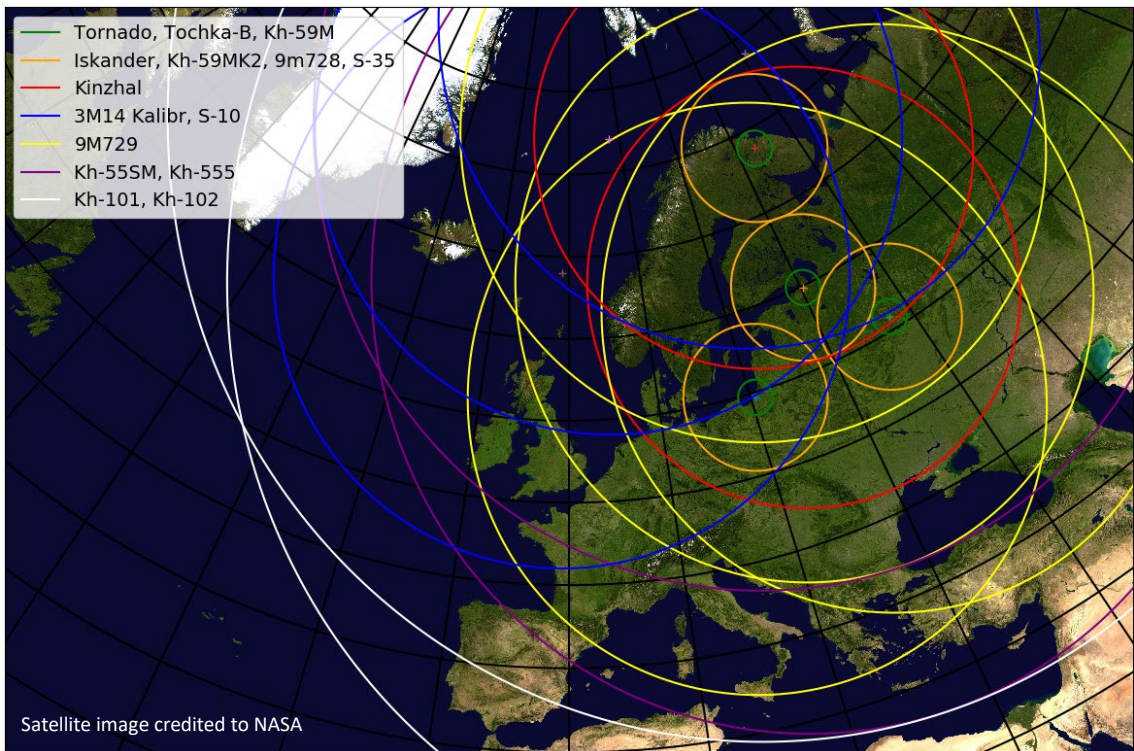 Tornado, Tochka-B, Kh-59M
Iskander, Kh-59MK2, 9m728, S-35
Kinzhal
3M14 Kalibr, S-10
9M729
Kh-55SM, Kh-555
Kh-101, Kh-102
Satellite image credited to NASA